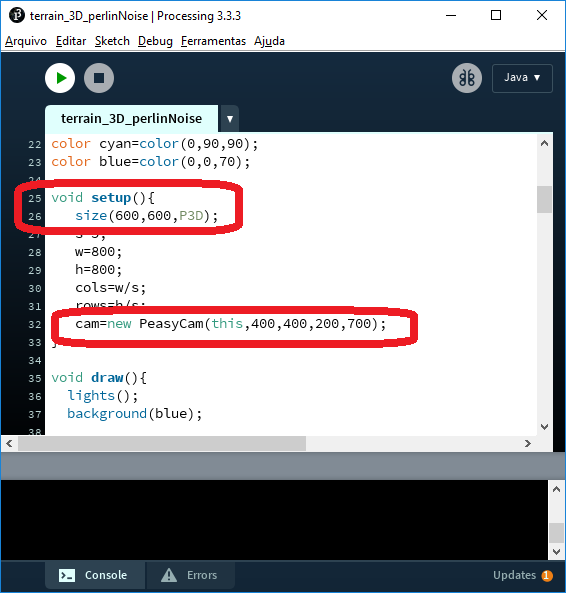 terrain_3D_perlinNoise | Processing 3.3.3
Arquivo Editar Sketch Debug Ferramentas Ajuda
Java ▼
terrain_3D_perlinNoise ▼
22 color cyan=color(0,90,90);
23 color blue=color(0,0,70);
24
25 void setup(){
26 size(600,600,P3D);
27
28 w=800;
29 h=800;
30 cols=w/s;
31 rows=h/s;
32 cam=new PeasyCam(this,400,400,200,700);
33 }
34
35 void draw(){
36 lights();
37 background(blue);
38
Console Errors Updates 1